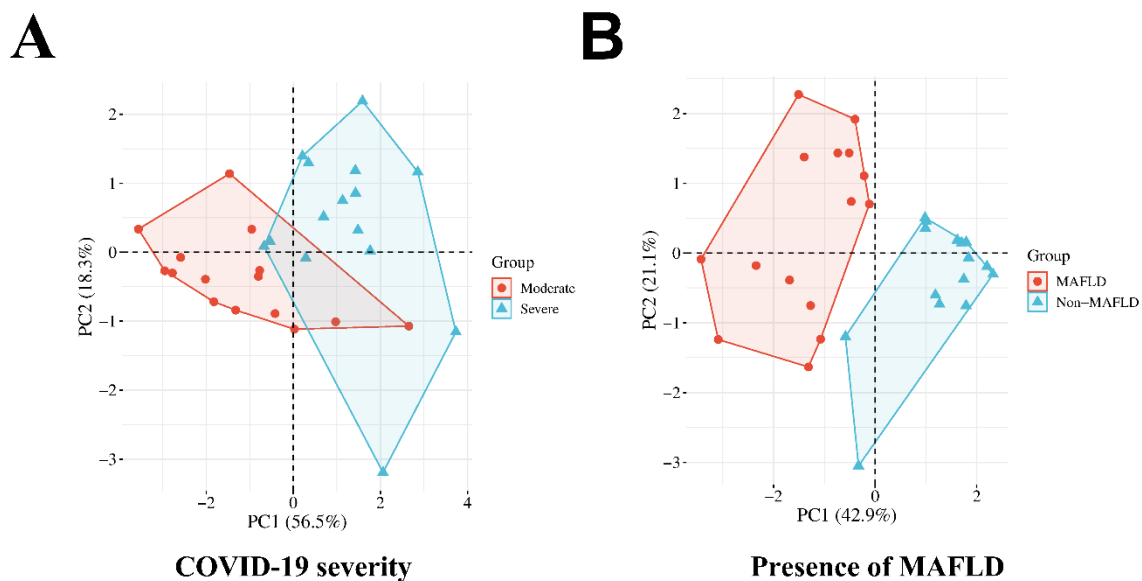 A
B
2
1
0
−1
−2
−3
PC2 (18.3%)
−2
0
2
4
PC1 (56.5%)
Group
Moderate
Severe
COVID-19 severity
2
1
0
−1
−2
−3
PC2 (21.1%)
−2
0
2
PC1 (42.9%)
Group
MAFLD
Non−MAFLD
Presence of MAFLD